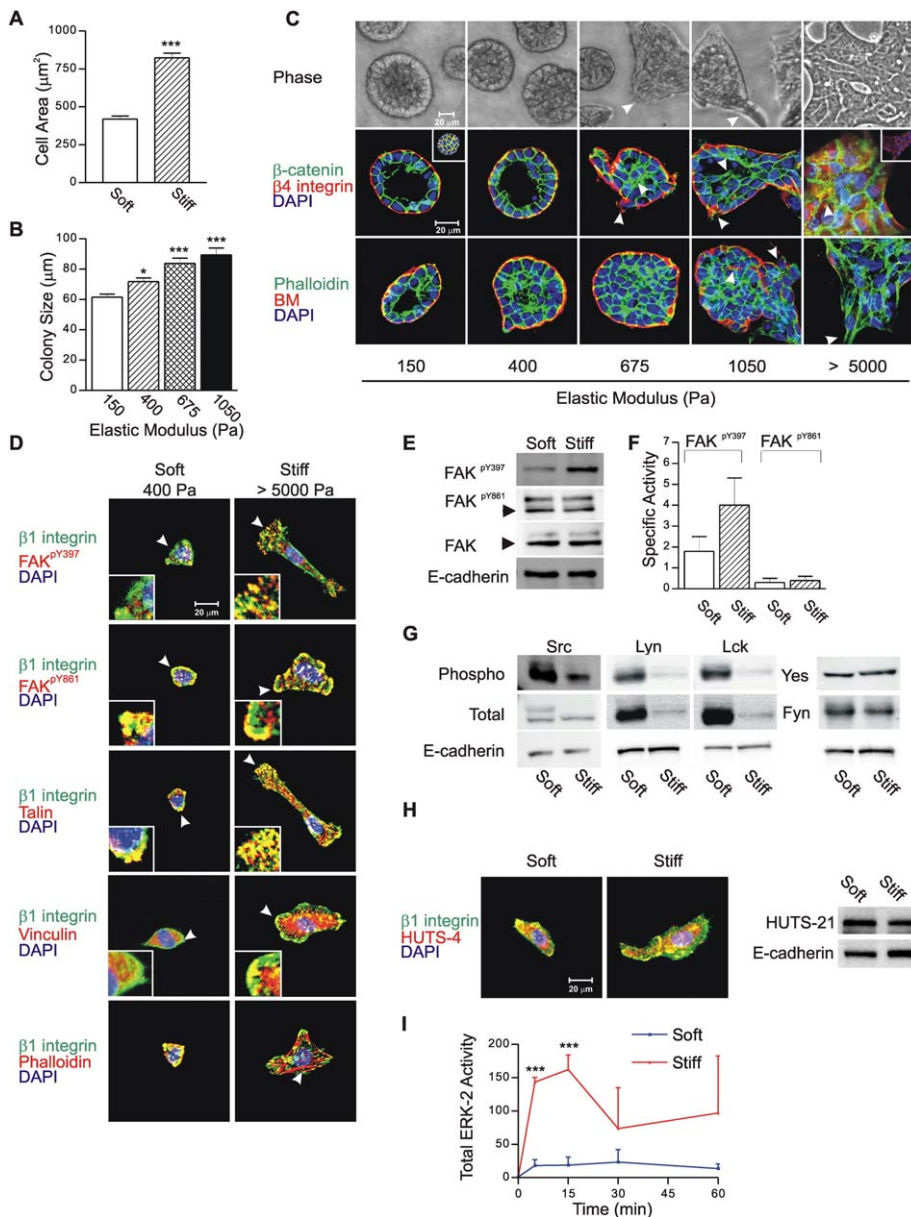 A
Cell Area (μm²)
1000
750
500
250
0
***
Soft
Stiff
B
Colony Size (μm)
100
80
60
40
20
0
*
***
***
150
400
675
1050
Elastic Modulus (Pa)
C
Phase
20 μm
β-catenin
β4 integrin
DAPI
20 μm
Phalloidin
BM
DAPI
150 400 675 1050 > 5000
Elastic Modulus (Pa)
D
Soft Stiff
400 Pa > 5000 Pa
β1 integrin
FAK pY397
DAPI
20 μm
β1 integrin
FAK pY861
DAPI
β1 integrin
Talin
DAPI
β1 integrin
Vinculin
DAPI
β1 integrin
Phalloidin
DAPI
E
Soft Stiff
FAK pY397
FAK pY861
FAK
E-cadherin
F
FAK pY397 FAK pY861
Specific Activity
7
6
5
4
3
2
1
0
Soft
Stiff
Soft
Stiff
G
Src Lyn Lck
Phospho
Total
E-cadherin
Yes
Fyn
Soft Stiff Soft Stiff Soft Stiff Soft Stiff
H
Soft Stiff
β1 integrin
HUTS-4
DAPI
20 μm
Soft Stiff
HUTS-21
E-cadherin
I
Soft
Stiff
Total ERK-2 Activity
200
150
100
50
0
***
***
0 15 30 45 60
Time (min)